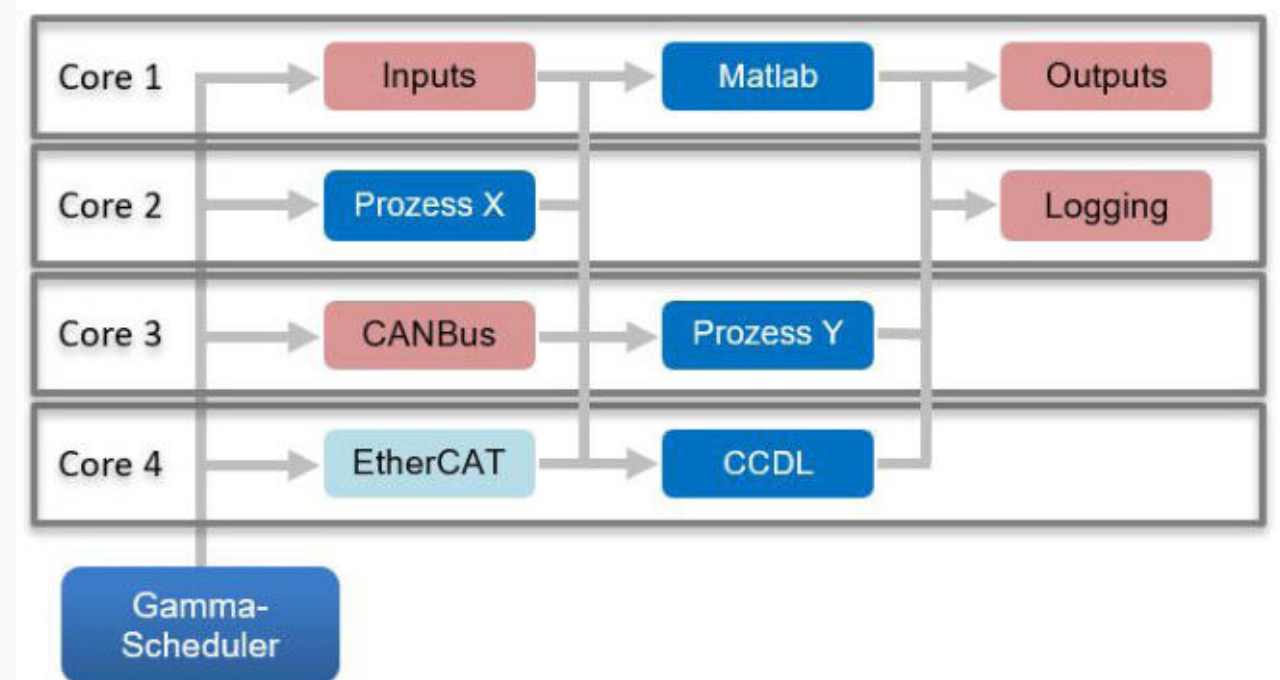 Core 1
Inputs
Matlab
Outputs
Core 2
Prozess X
Logging
Core 3
CANBus
Prozess Y
Core 4
EtherCAT
CCDL
Gamma-
Scheduler